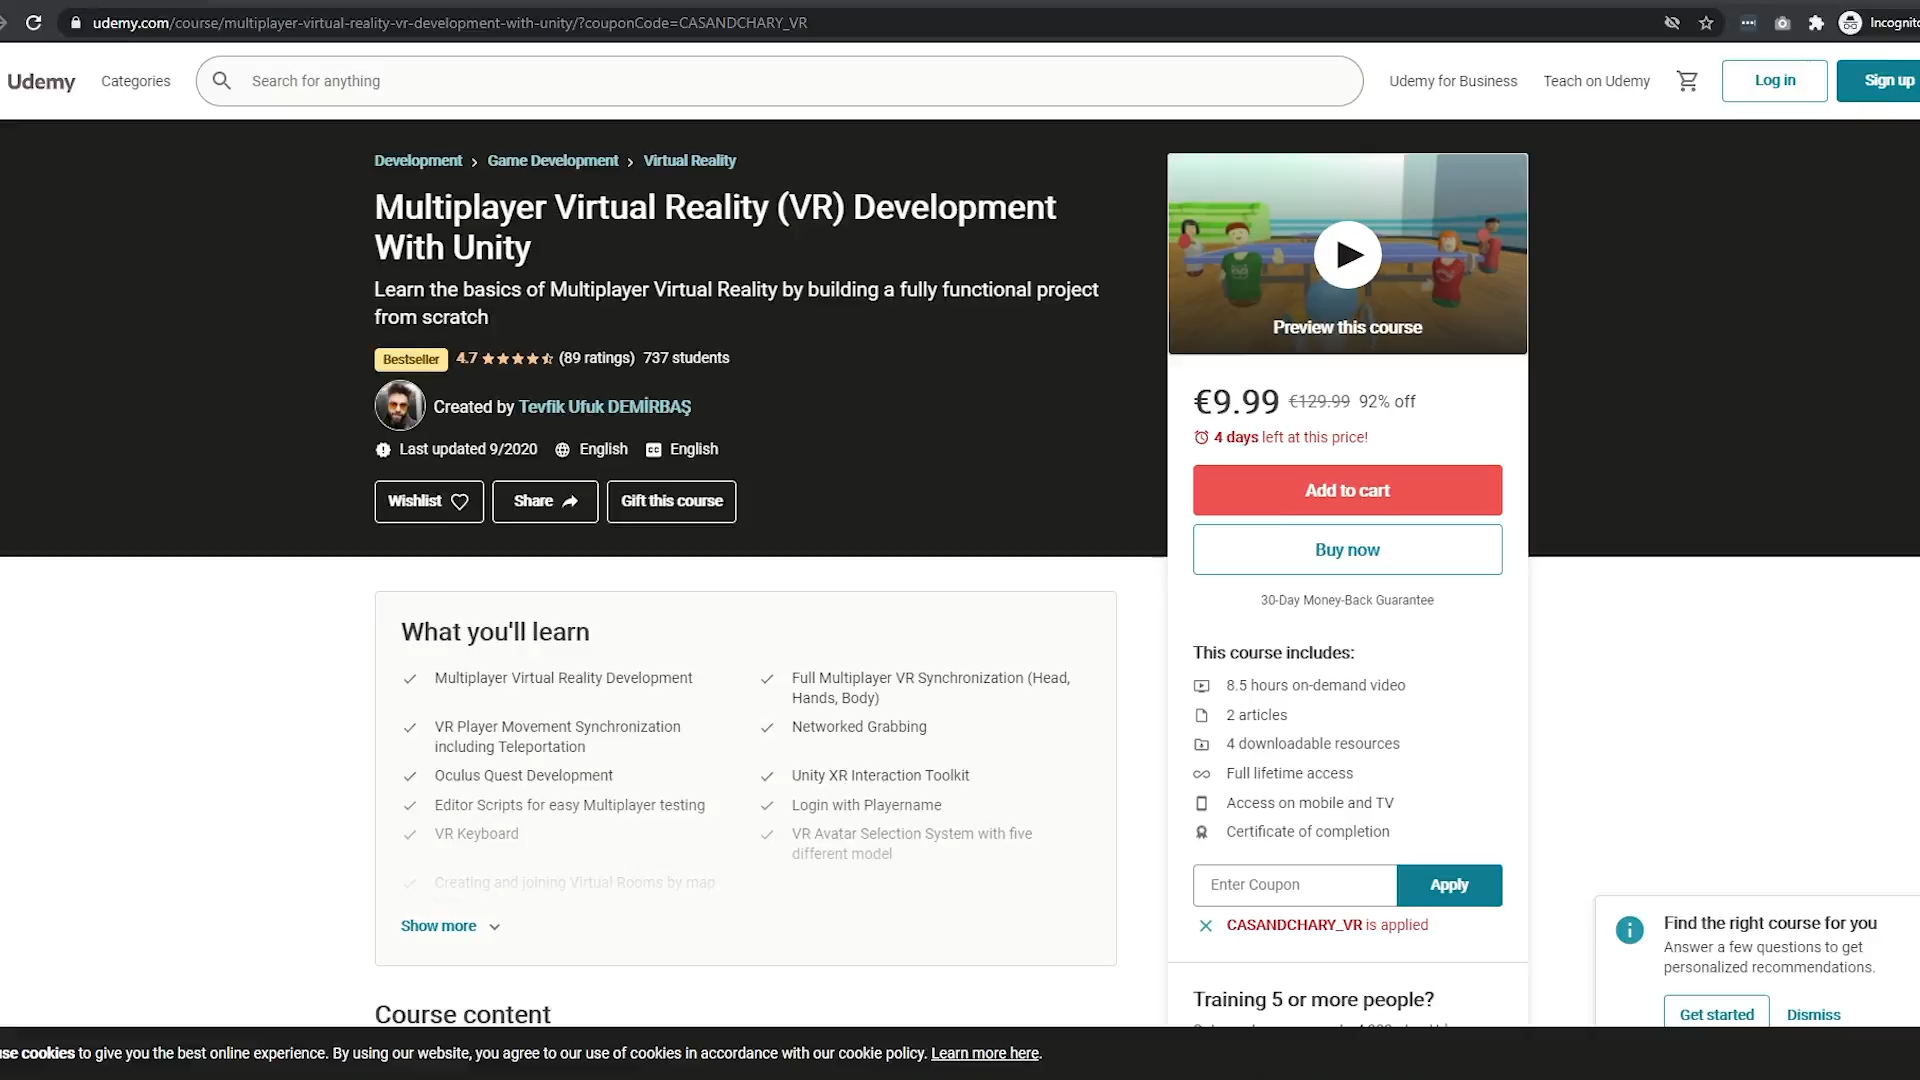 udemy.com/course/multiplayer-virtual-reality-vr-development-with-unity/?couponCode=CASANDCHARY_VR
Udemy
Categories
Search for anything
Udemy for Business
Teach on Udemy
Log in
Sign up
Development > Game Development > Virtual Reality
Multiplayer Virtual Reality (VR) Development
With Unity
Learn the basics of Multiplayer Virtual Reality by building a fully functional project
from scratch
Bestseller 4.7 (89 ratings) 737 students
Created by Tevfik Ufuk DEMİRBAŞ
Last updated 9/2020 English English
Wishlist
Share
Gift this course
Preview this course
€9.99 €129.99 92% off
4 days left at this price!
Add to cart
Buy now
30-Day Money-Back Guarantee
This course includes:
8.5 hours on-demand video
2 articles
4 downloadable resources
Full lifetime access
Access on mobile and TV
Certificate of completion
Enter Coupon
Apply
CASANDCHARY_VR is applied
Training 5 or more people?
What you'll learn
Multiplayer Virtual Reality Development
Full Multiplayer VR Synchronization (Head,
Hands, Body)
VR Player Movement Synchronization
including Teleportation
Networked Grabbing
Oculus Quest Development
Unity XR Interaction Toolkit
Editor Scripts for easy Multiplayer testing
Login with Playername
VR Keyboard
VR Avatar Selection System with five
different model
Creating and joining Virtual Rooms by map
Show more
Course content
Find the right course for you
Answer a few questions to get
personalized recommendations.
Get started
Dismiss
use cookies to give you the best online experience. By using our website, you agree to our use of cookies in accordance with our cookie policy. Learn more here.